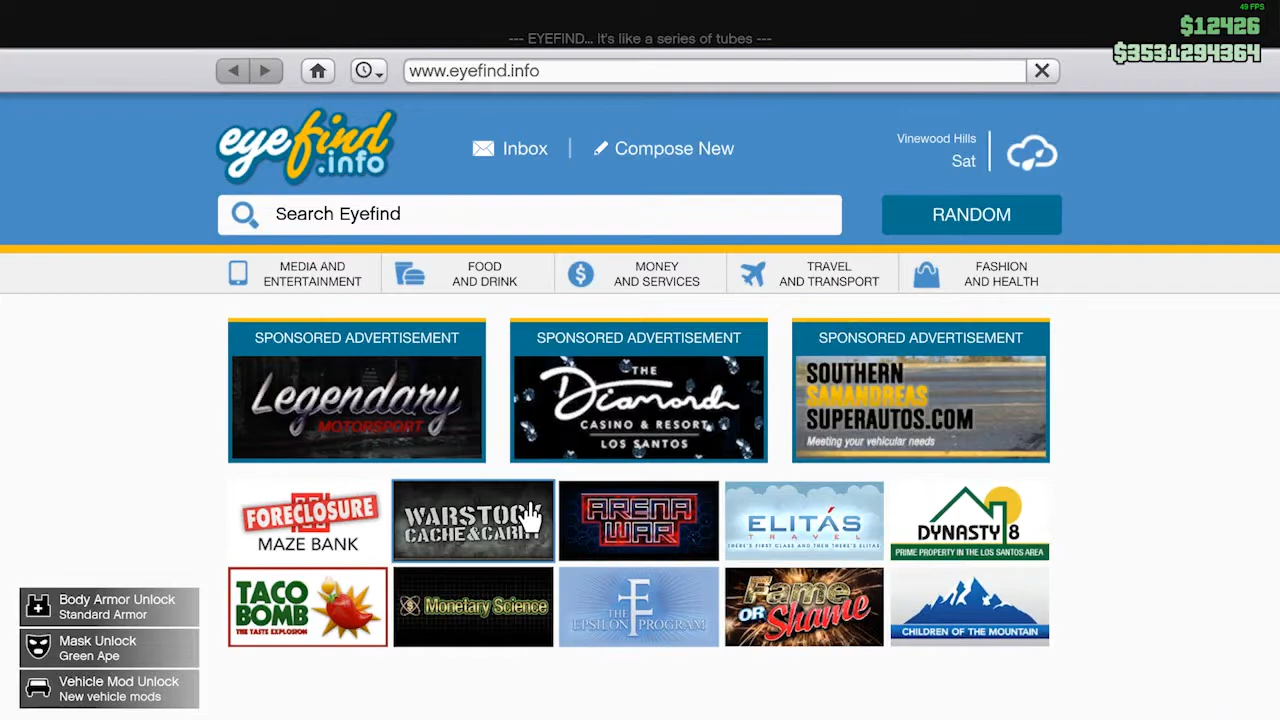 49 FPS
$12426
--- EYEFIND... It's like a series of tubes ---
$3531294364
www.eyefind.info
eyefind
.info
Inbox
Compose New
Vinewood Hills
Sat
Search Eyefind
RANDOM
MEDIA AND
ENTERTAINMENT
FOOD
AND DRINK
MONEY
AND SERVICES
TRAVEL
AND TRANSPORT
FASHION
AND HEALTH
SPONSORED ADVERTISEMENT
Legendary
MOTORSPORT
SPONSORED ADVERTISEMENT
THE
Diamond
CASINO & RESORT
LOS SANTOS
SPONSORED ADVERTISEMENT
SOUTHERN
SANANDREAS
SUPERAUTOS.COM
Meeting your vehicular needs
FORECLOSURE
MAZE BANK
WARSTOCK
CACHE&CARRY
ARENA
WAR
ELITÁS
TRAVEL
THERE'S FIRST CLASS AND THEN THERE'S ELITAS
DYNASTY 8
PRIME PROPERTY IN THE LOS SANTOS AREA
TACO
BOMB
THE TASTE EXPLOSION
Monetary Science
THE
EPSILON PROGRAM
Fame
OR Shame
CHILDREN OF THE MOUNTAIN
Body Armor Unlock
Standard Armor
Mask Unlock
Green Ape
Vehicle Mod Unlock
New vehicle mods